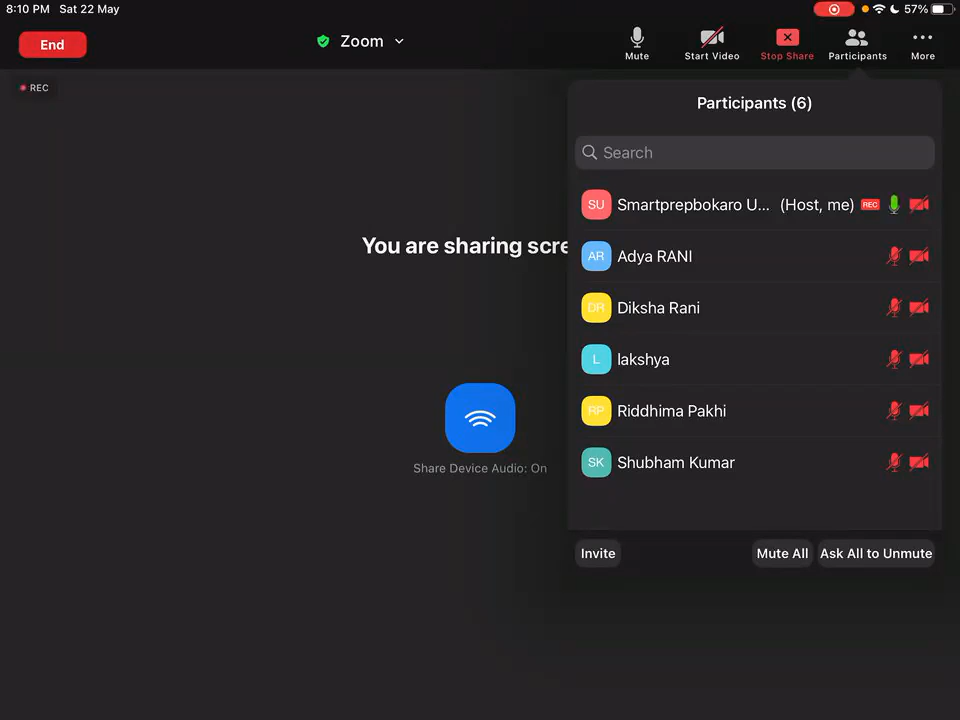 8:10 PM Sat 22 May
57%
End
Zoom
Mute
Start Video
Stop Share
Participants
More
REC
Participants (6)
Search
SU Smartprepbokaro U... (Host, me) REC
You are sharing scre
AR Adya RANI
DR Diksha Rani
L lakshya
RP Riddhima Pakhi
SK Shubham Kumar
Share Device Audio: On
Invite
Mute All
Ask All to Unmute